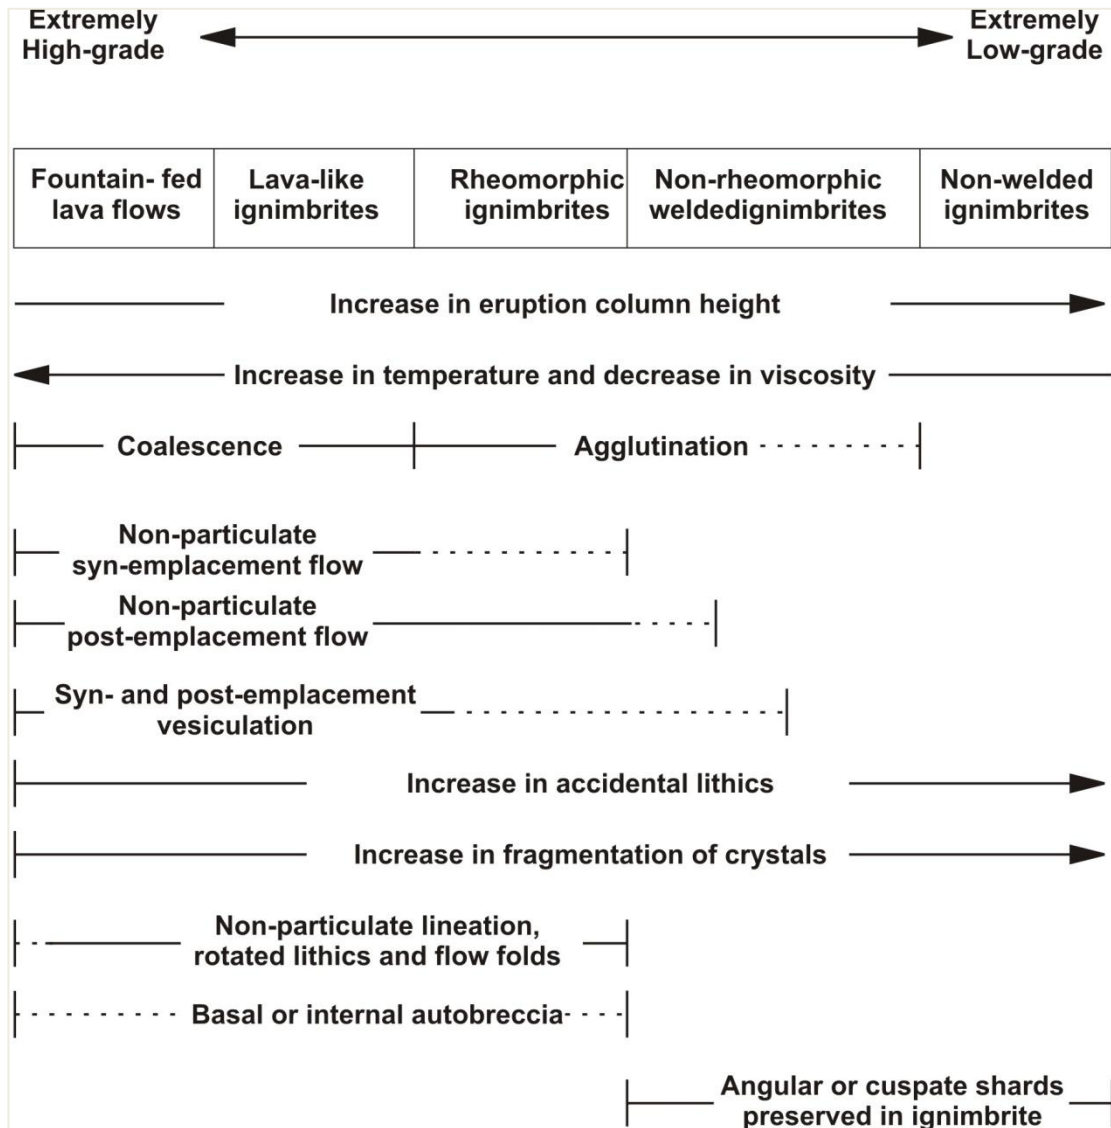 Extremely
High-grade
Extremely
Low-grade
Fountain- fed
lava flows
Lava-like
ignimbrites
Rheomorphic
ignimbrites
Non-rheomorphic
weldedignimbrites
Non-welded
ignimbrites
Increase in eruption column height
Increase in temperature and decrease in viscosity
Coalescence
Agglutination
Non-particulate
syn-emplacement flow
Non-particulate
post-emplacement flow
Syn- and post-emplacement
vesiculation
Increase in accidental lithics
Increase in fragmentation of crystals
Non-particulate lineation,
rotated lithics and flow folds
Basal or internal autobreccia
Angular or cuspate shards
preserved in ignimbrite